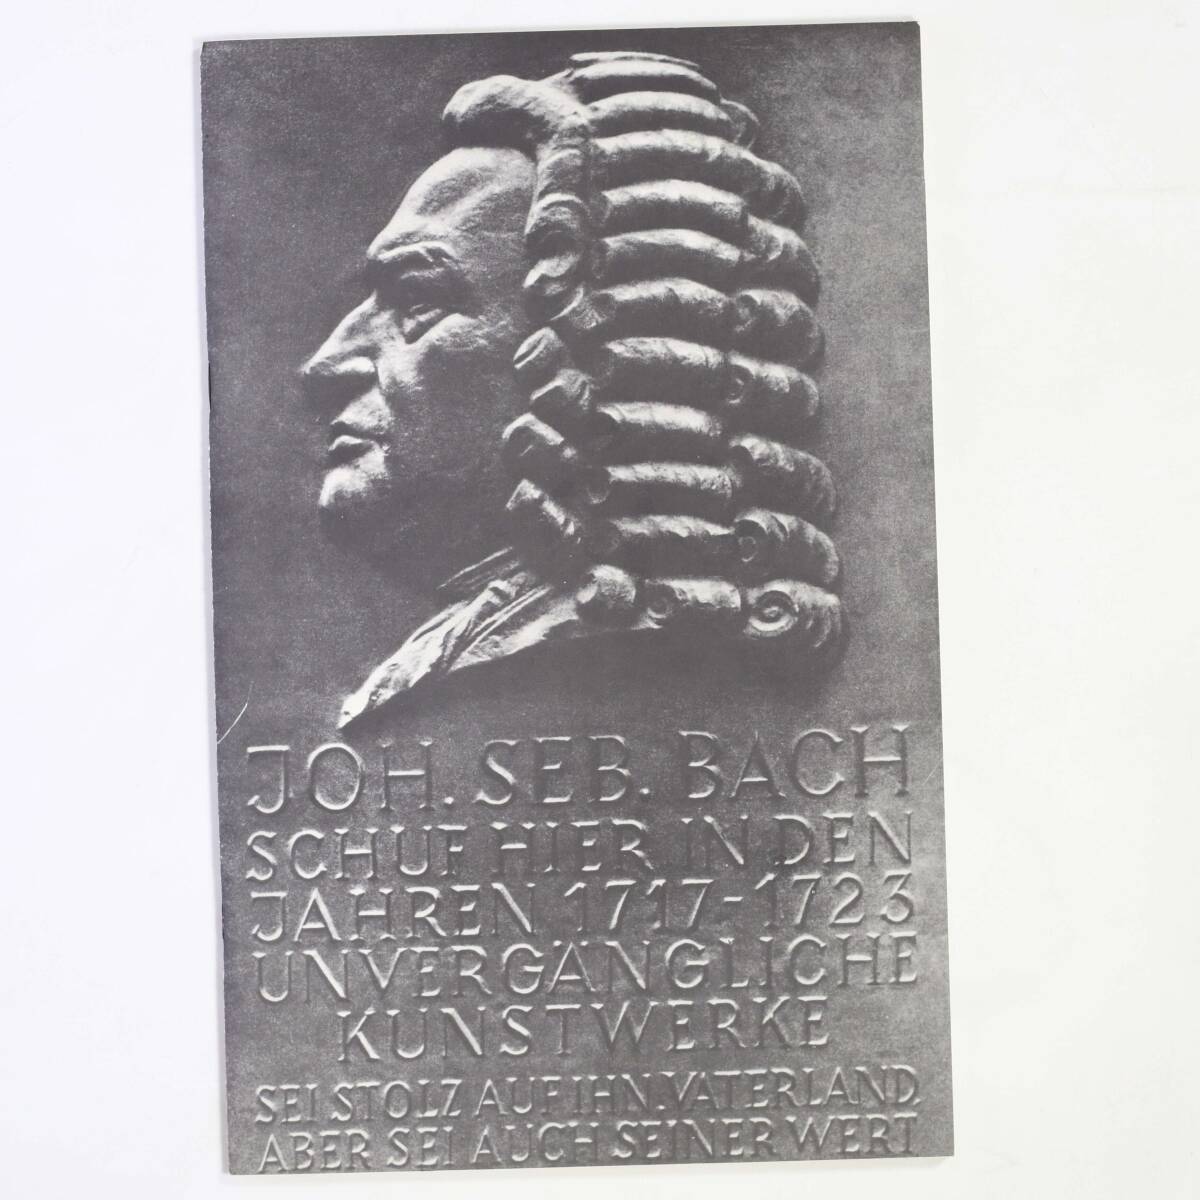 JOH. SEB. BACH
SCHUF HIER IN DEN
JAHREN 1717-1723
UNVERGÄNGLICHE
KUNSTWERKE
SEI STOLZ AUF IHN. VATERLAND,
ABER SEI AUCH SEINER WERT